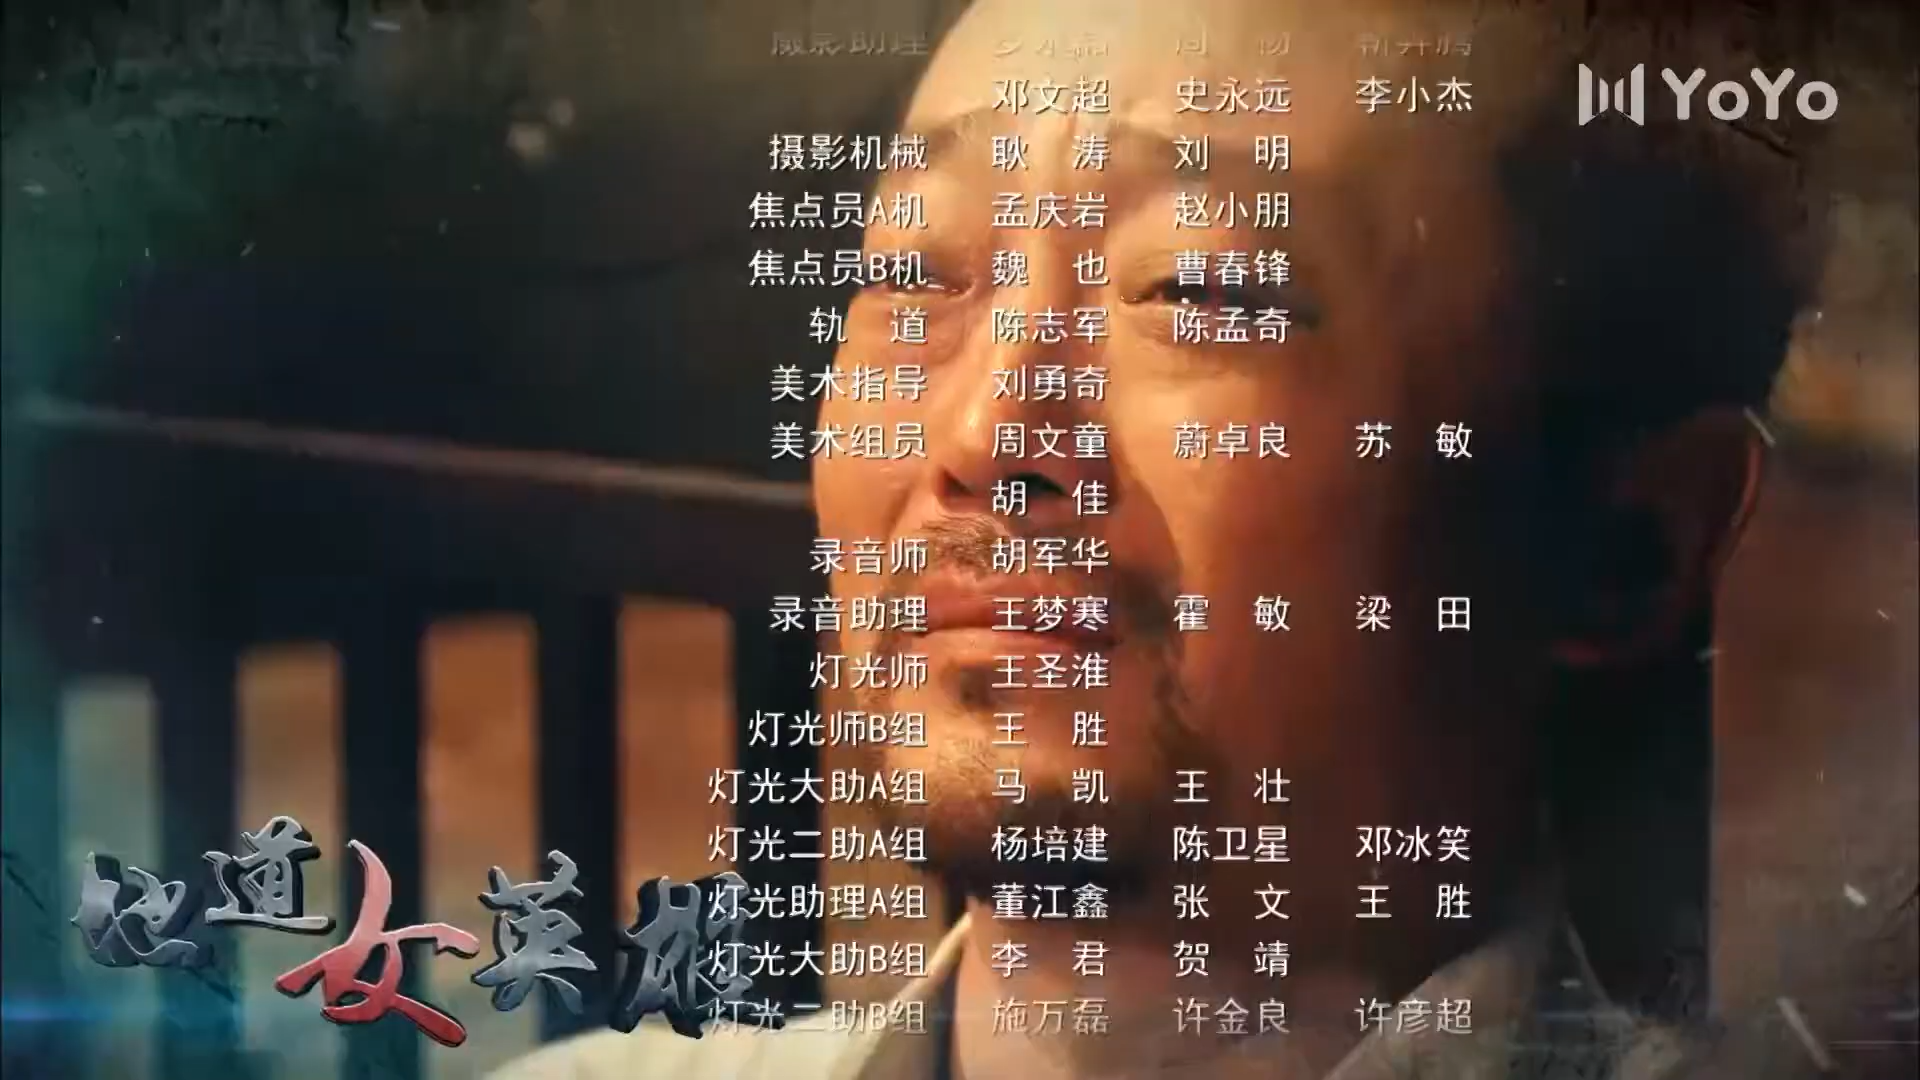 摄影助理
邓文超 史永远 李小杰
YoYo
摄影机械 耿 涛 刘 明
焦点员A机 孟庆岩 赵小朋
焦点员B机 魏 也 曹春锋
轨 道 陈志军 陈孟奇
美术指导 刘勇奇
美术组员 周文童 蔚卓良 苏 敏
胡 佳
录音师 胡军华
录音助理 王梦寒 霍 敏 梁 田
灯光师 王圣淮
灯光师B组 王 胜
灯光大助A组 马 凯 王 壮
灯光二助A组 杨培建 陈卫星 邓冰笑
灯光助理A组 董江鑫 张 文 王 胜
灯光大助B组 李 君 贺 靖
灯光二助B组 施万磊 许金良 许彦超
地道女英雄